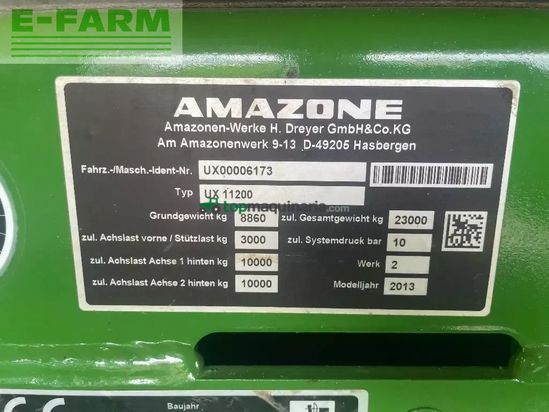 E-FARM
AMAZONE
Amazonen-Werke H. Dreyer GmbH&Co.KG
Am Amazonenwerk 9-13 D-49205 Hasbergen
Fahrz.-/Masch.-Ident-Nr. UX00006173
Typ UX 11200
topmaquinaria.com
Grundgewicht kg 8860 zul. Gesamtgewicht kg 23000
zul. Achslast vorne / Stützlast kg 3000 zul. Systemdruck bar 10
zul. Achslast Achse 1 hinten kg 10000 Werk 2
zul. Achslast Achse 2 hinten kg 10000 Modelljahr 2013
CE Baujahr